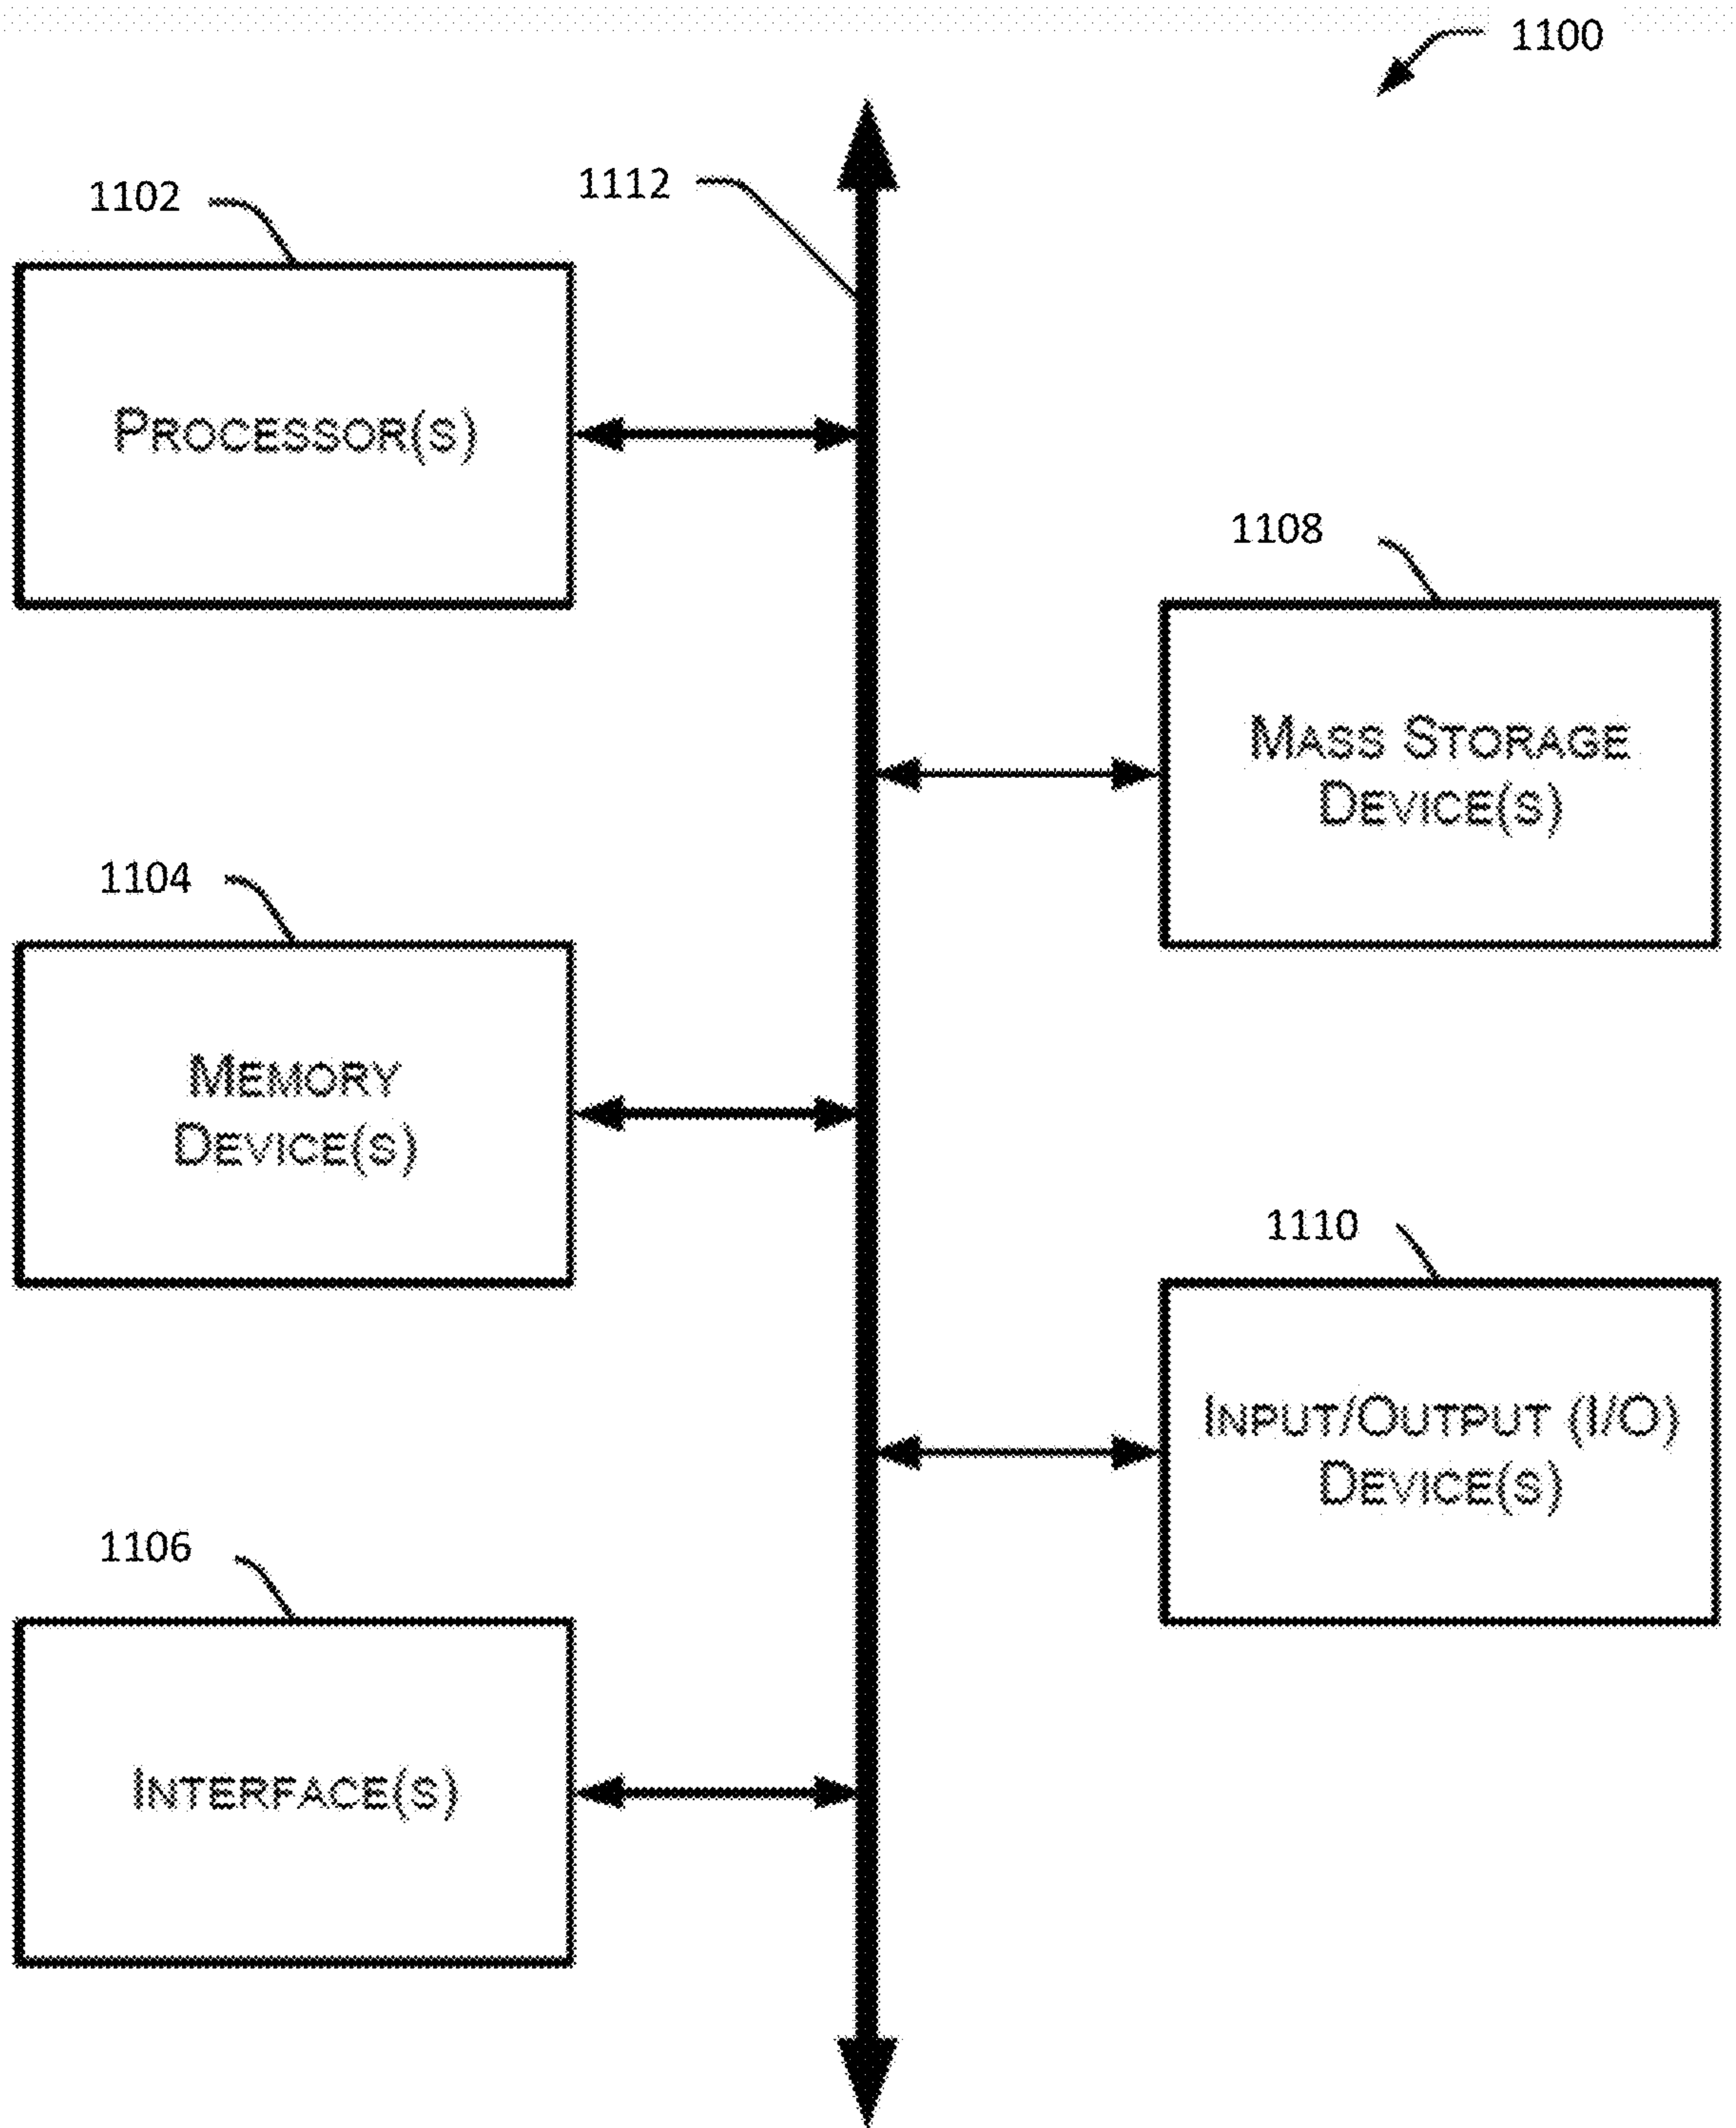 1100
1102
1112
PROCESSOR(S)
1108
MASS STORAGE
DEVICE(S)
1104
MEMORY
DEVICE(S)
1110
INPUT/OUTPUT (I/O)
DEVICE(S)
1106
INTERFACE(S)